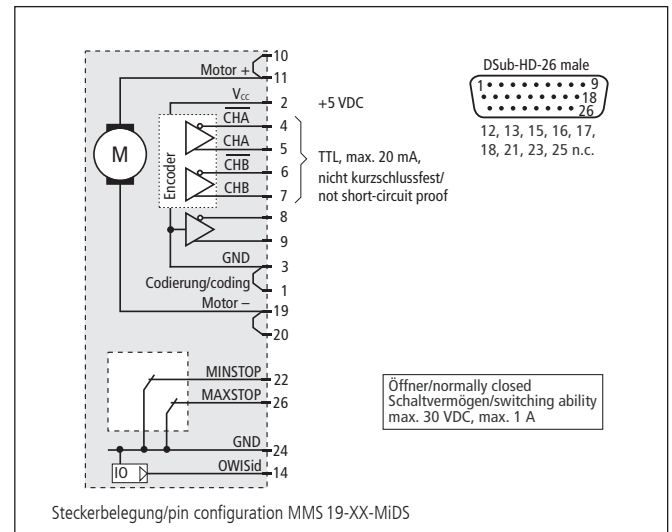 10
Motor +
11
DSub-HD-26 male
Vcc
2
+5 VDC
1
9
18
26
CHA
4
CHA
5
12, 13, 15, 16, 17,
18, 21, 23, 25 n.c.
M
Encoder
TTL, max. 20 mA,
nicht kurzschlussfest/
not short-circuit proof
CHB
6
CHB
7
8
9
GND
3
Codierung/coding
1
Motor –
19
20
MINSTOP
22
MAXSTOP
26
Öffner/normally closed
Schaltvermögen/switching ability
max. 30 VDC, max. 1 A
GND
24
IO
OWISid
14
Steckerbelegung/pin configuration MMS 19-XX-MiDS